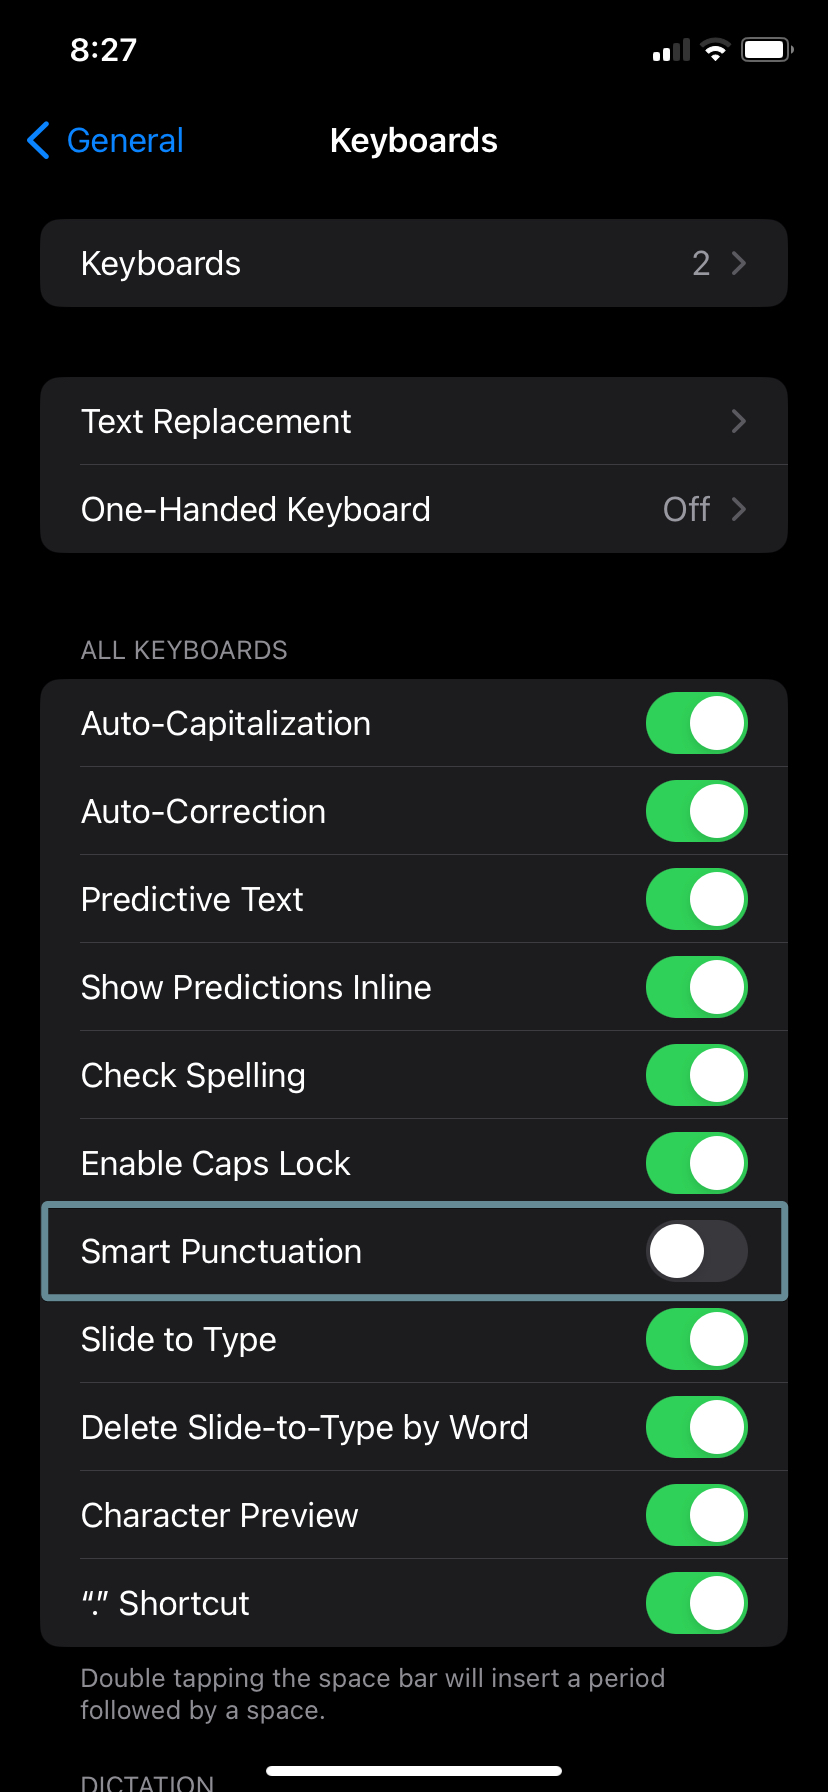 8:27
General
Keyboards
Keyboards 2
Text Replacement
One-Handed Keyboard Off
ALL KEYBOARDS
Auto-Capitalization
Auto-Correction
Predictive Text
Show Predictions Inline
Check Spelling
Enable Caps Lock
Smart Punctuation
Slide to Type
Delete Slide-to-Type by Word
Character Preview
“.” Shortcut
Double tapping the space bar will insert a period
followed by a space.
DICTATION